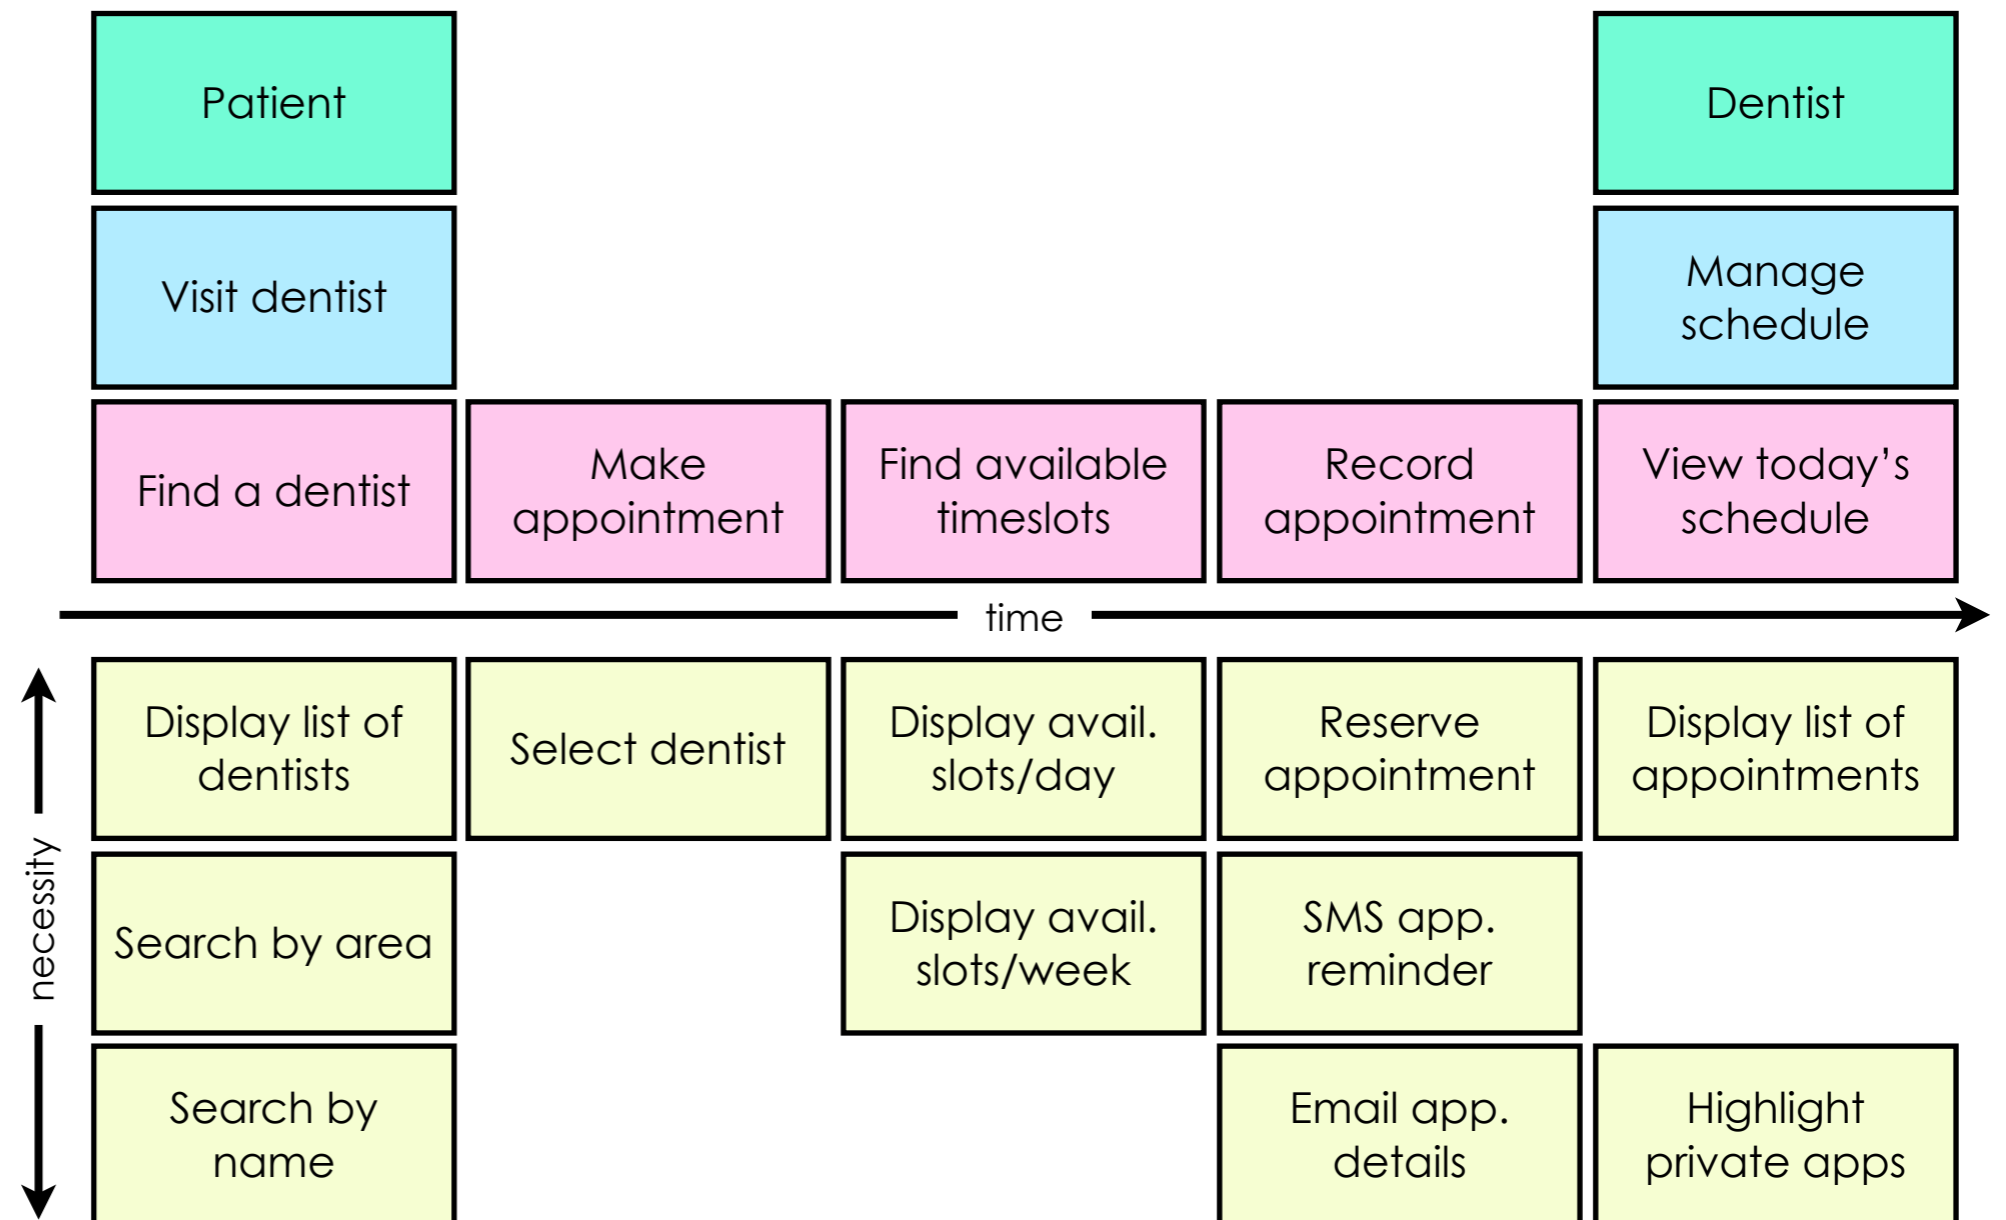 Patient
Dentist
Visit dentist
Manage
schedule
Find a dentist
Make
appointment
Find available
timeslots
Record
appointment
View today’s
schedule
time
necessity
Display list of
dentists
Select dentist
Display avail.
slots/day
Reserve
appointment
Display list of
appointments
Search by area
Display avail.
slots/week
SMS app.
reminder
Search by
name
Email app.
details
Highlight
private apps